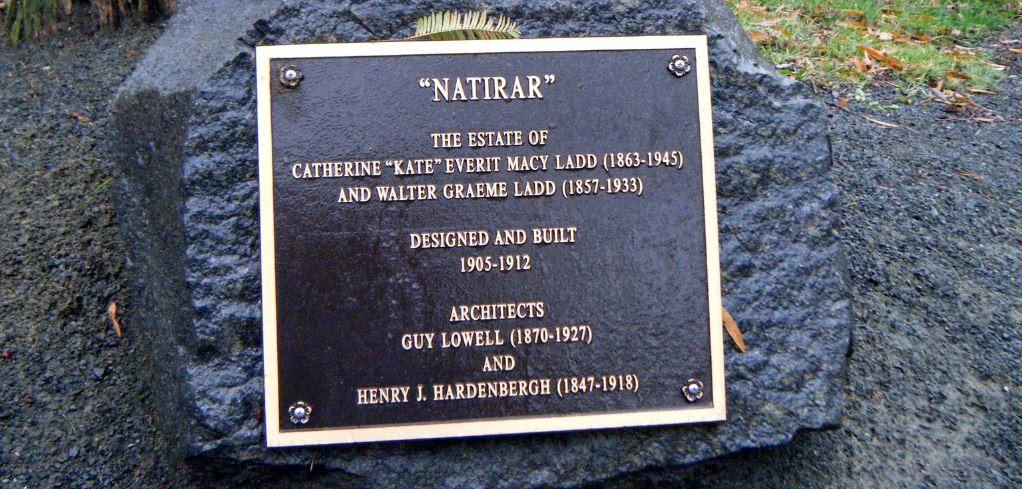 “NATIRAR”
THE ESTATE OF
CATHERINE “KATE” EVERIT MACY LADD (1863-1945)
AND WALTER GRAEME LADD (1857-1933)
DESIGNED AND BUILT
1905-1912
ARCHITECTS
GUY LOWELL (1870-1927)
AND
HENRY J. HARDENBERGH (1847-1918)